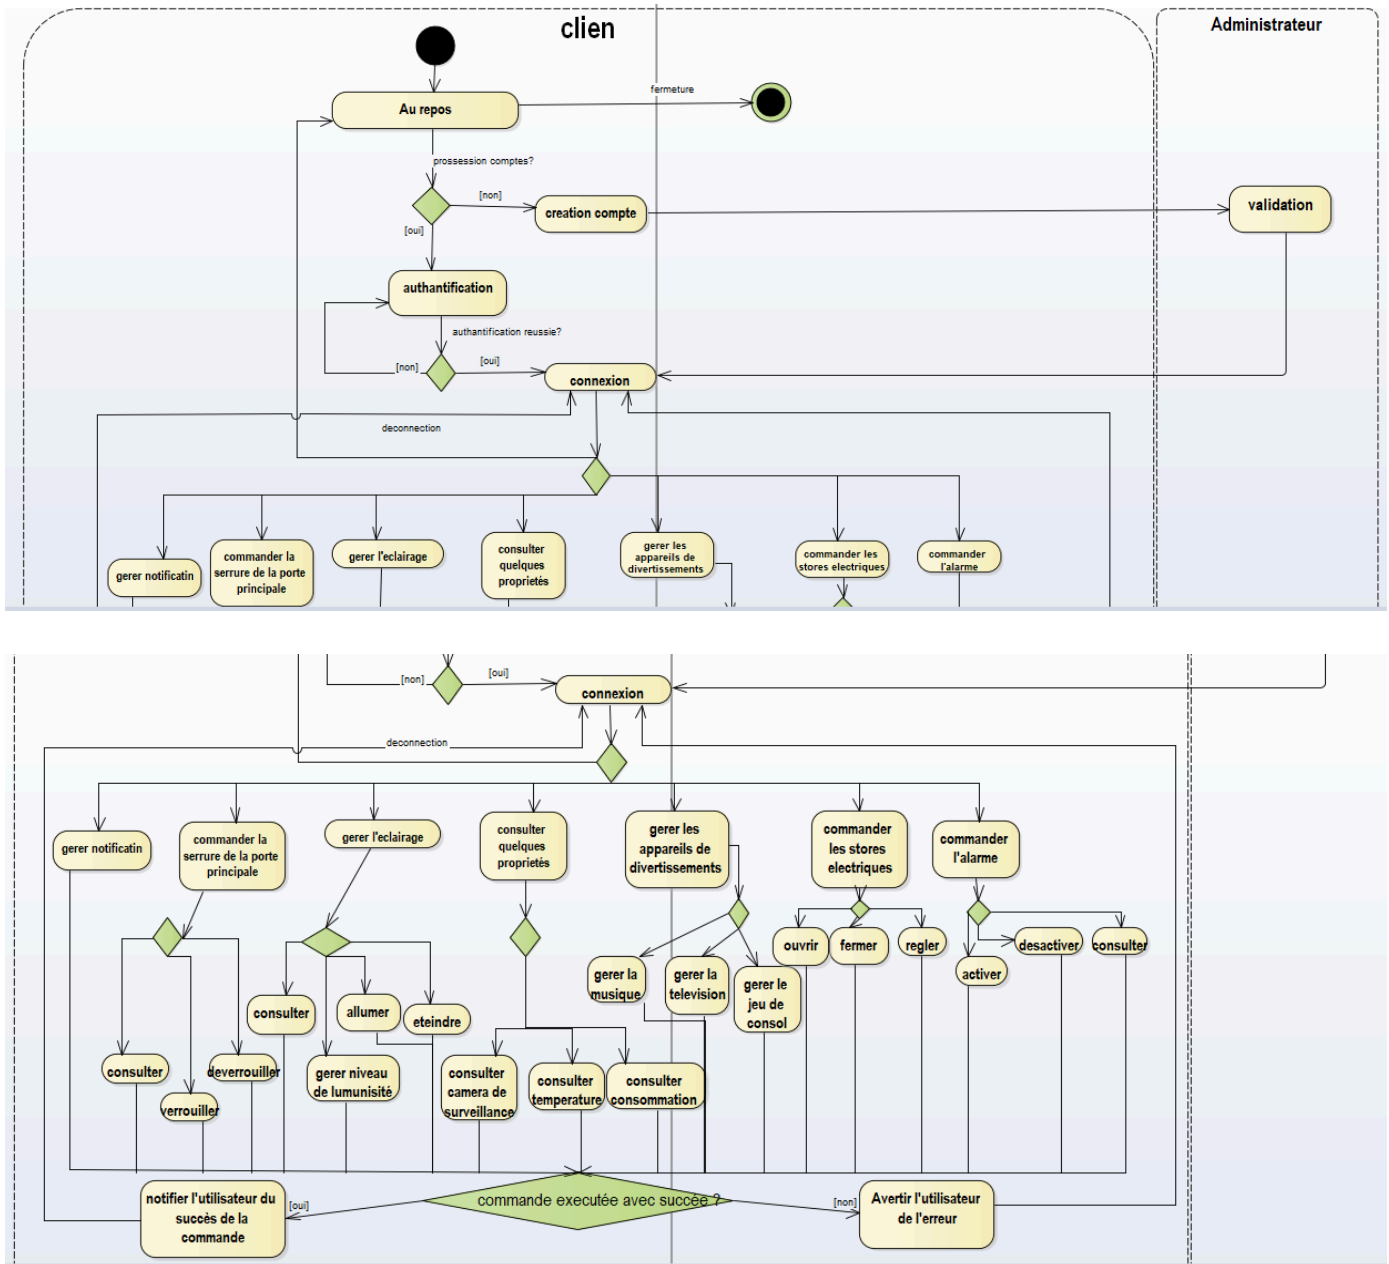 clien
Administrateur
Au repos
fermeture
prossession comptes?
[non]
creation compte
validation
[oui]
authantification
authantification reussie?
[non]
[oui]
connexion
deconnection
gerer notificatin
commander la
serrure de la porte
principale
gerer l'eclairage
consulter
quelques
proprietés
gerer les
appareils de
divertissements
commander les
stores electriques
commander
l'alarme
[non]
[oui]
connexion
deconnection
gerer notificatin
commander la
serrure de la porte
principale
gerer l'eclairage
consulter
quelques
proprietés
gerer les
appareils de
divertissements
commander
les stores
electriques
commander
l'alarme
consulter
verrouiller
deverrouiller
consulter
gerer niveau
de lumunisité
allumer
eteindre
consulter
camera de
surveillance
consulter
temperature
consulter
consommation
gerer la
musique
gerer la
television
gerer le
jeu de
consol
ouvrir
fermer
regler
activer
desactiver
consulter
notifier l'utilisateur du
succès de la
commande
[oui]
commande executée avec succée ?
[non]
Avertir l'utilisateur
de l'erreur